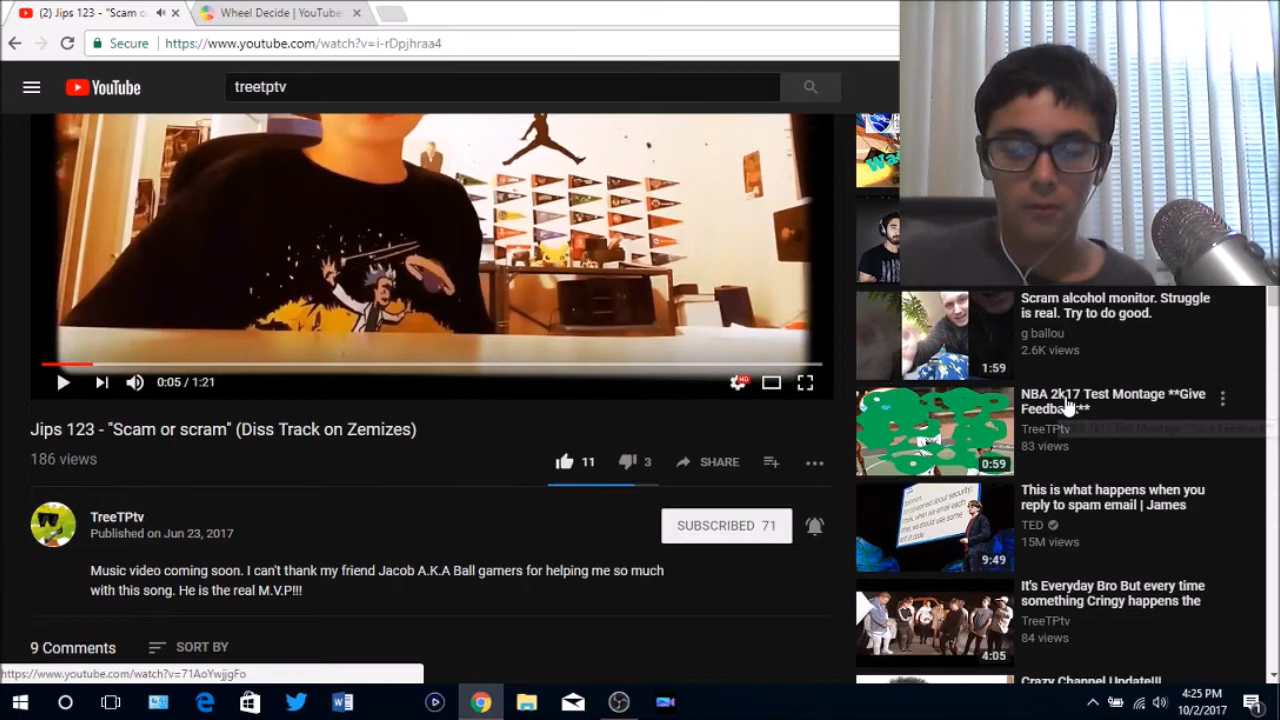 (2) Jips 123 - "Scam o
Wheel Decide | YouTube
Secure
https://www.youtube.com/watch?v=i-rDpjhraa4
YouTube
treetptv
0:05 / 1:21
HD
Jips 123 - "Scam or scram" (Diss Track on Zemizes)
186 views
11
3
SHARE
TreeTPtv
Published on Jun 23, 2017
SUBSCRIBED 71
Music video coming soon. I can't thnk my friend Jacob A.K.A Ball gamers for helping me so much
with this song. He is the real M.V.P!!!
9 Comments
SORT BY
https://www.youtube.com/watch?v=71AoYwjjgFo
Scram alcohol monitor. Struggle
is real. Try to do good.
g ballou
2.6K views
1:59
NBA 2k17 Test Montage **Give
TreeTPtv
83 views
0:59
This is what happens when you
reply to spam email | James
TED
15M views
9:49
It's Everyday Bro But every time
something Cringy happens the
TreeTPtv
84 views
4:05
Crazy Channel Update!!!
4:25 PM
10/2/2017
1